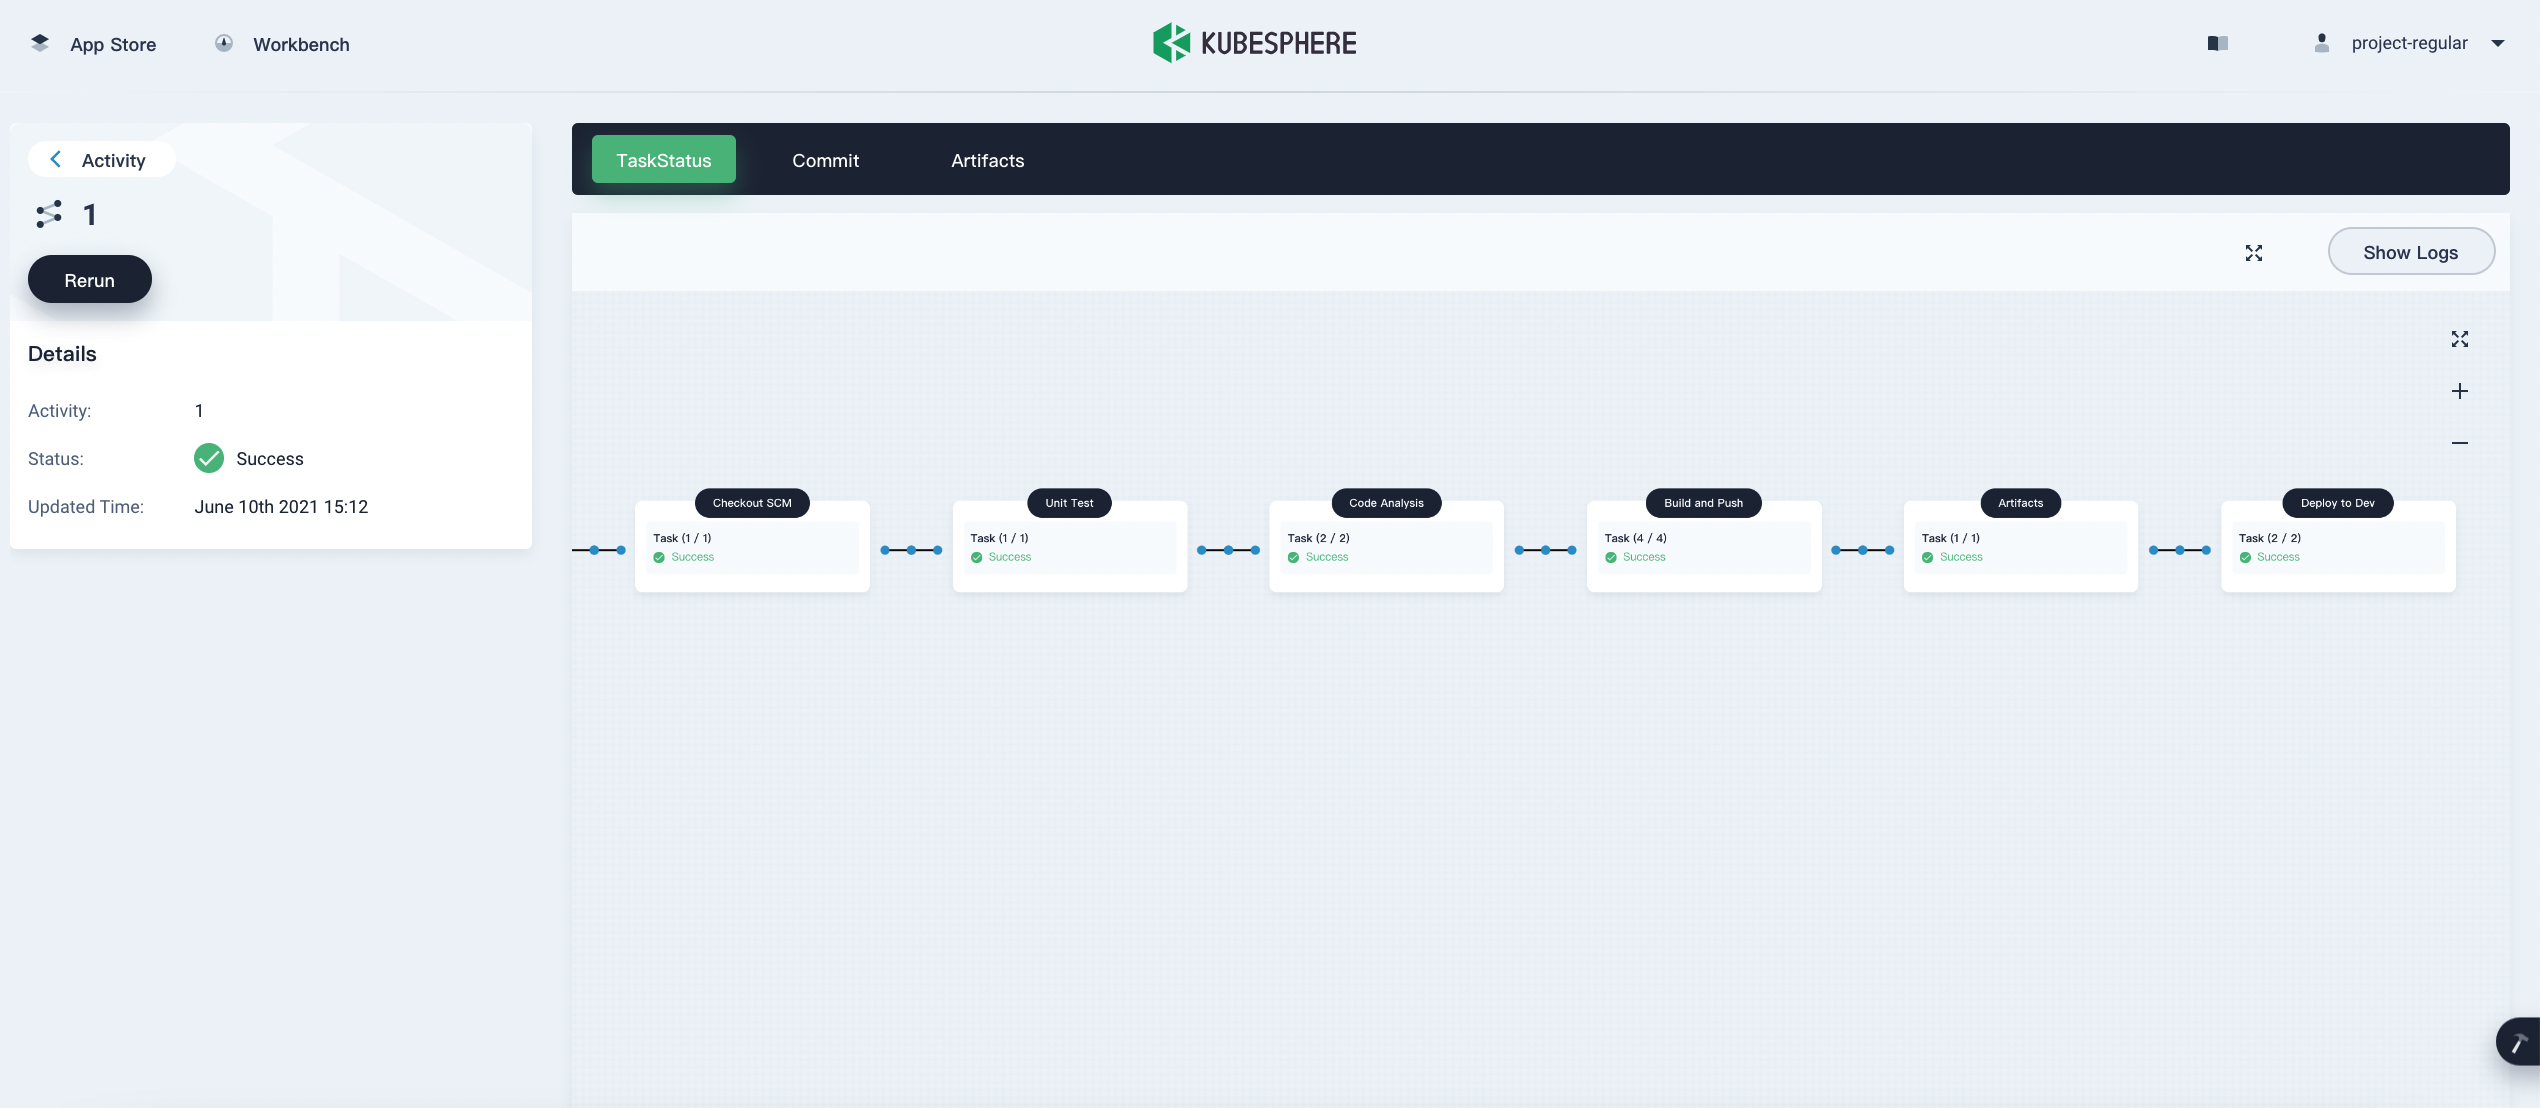 App Store
Workbench
KUBESPHERE
project-regular
Activity
1
Rerun
Details
Activity: 1
Status: Success
Updated Time: June 10th 2021 15:12
TaskStatus
Commit
Artifacts
Show Logs
Checkout SCM
Task (1 / 1)
Success
Unit Test
Task (1 / 1)
Success
Code Analysis
Task (2 / 2)
Success
Build and Push
Task (4 / 4)
Success
Artifacts
Task (1 / 1)
Success
Deploy to Dev
Task (2 / 2)
Success